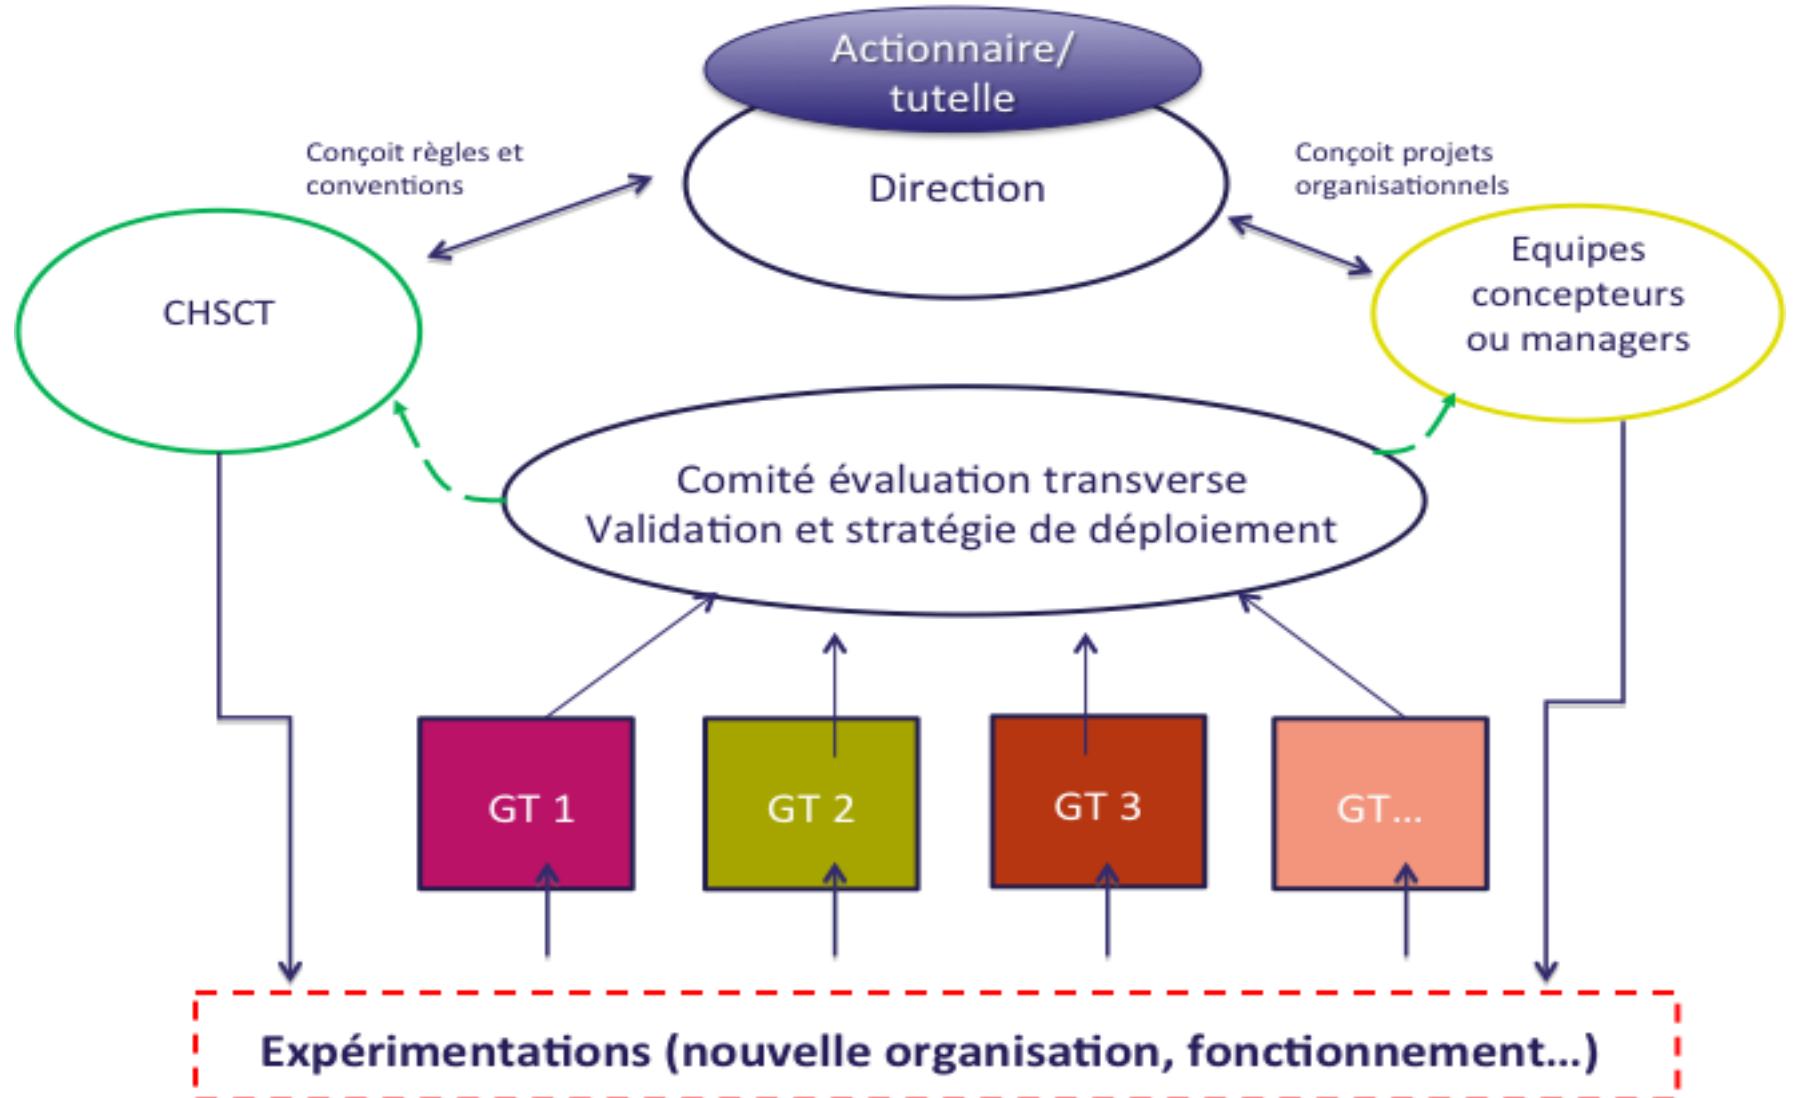 Actionnaire/
tutelle
Conçoit règles et
conventions
Direction
Conçoit projets
organisationnels
CHSCT
Equipes
concepteurs
ou managers
Comité évaluation transverse
Validation et stratégie de déploiement
GT 1
GT 2
GT 3
GT...
Expérimentations (nouvelle organisation, fonctionnement...)